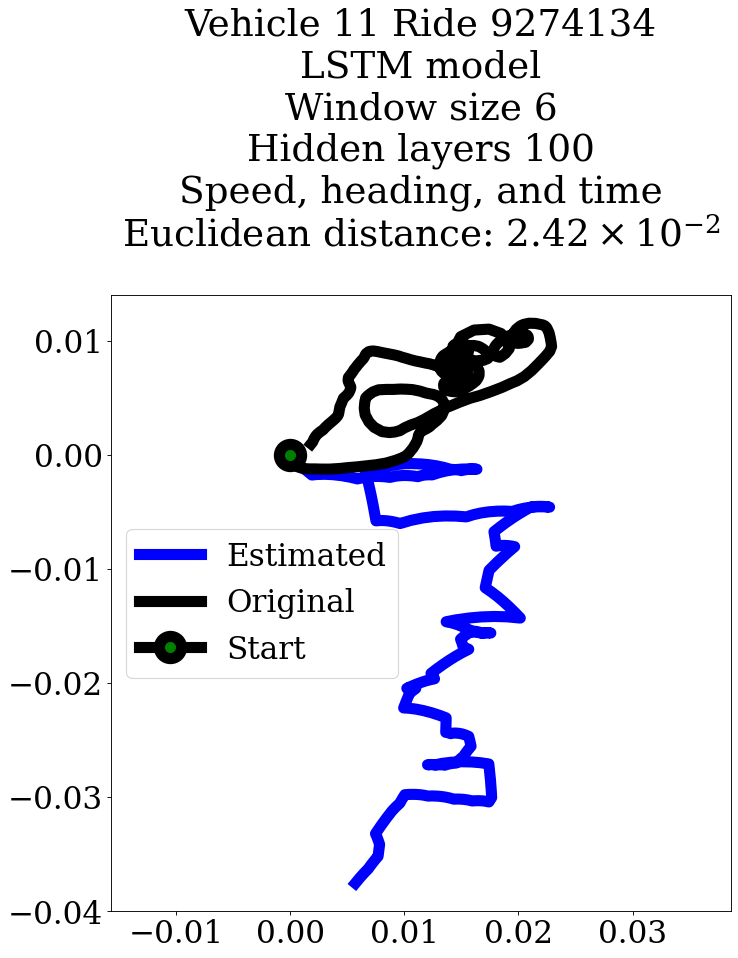 Vehicle 11 Ride 9274134
LSTM model
Window size 6
Hidden layers 100
Speed, heading, and time
Euclidean distance: 2.42 × 10⁻²
0.01
0.00
−0.01
−0.02
−0.03
−0.04
Estimated
Original
Start
−0.01 0.00 0.01 0.02 0.03